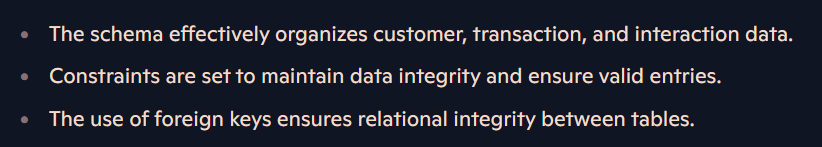 The schema effectively organizes customer, transaction, and interaction data.
Constraints are set to maintain data integrity and ensure valid entries.
The use of foreign keys ensures relational integrity between tables.